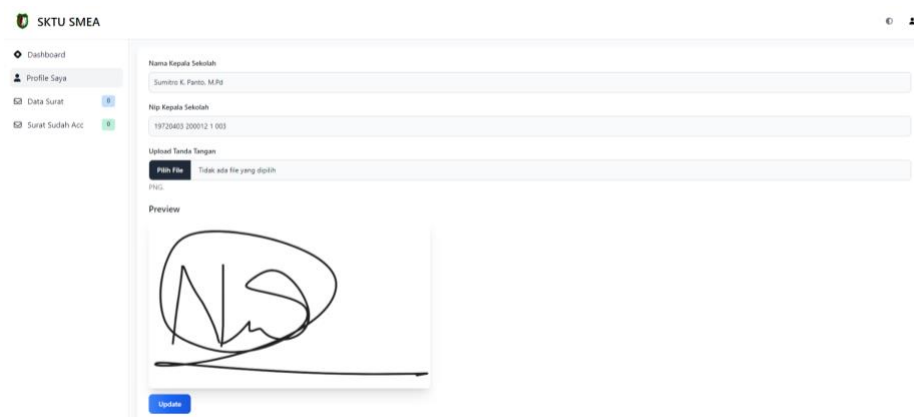 SKTU SMEA
Dashboard
Profile Saya
Data Surat 0
Surat Sudah Acc 0
Nama Kepala Sekolah
Sumitro K. Panto, M.Pd
Nip Kepala Sekolah
19720403 200012 1 003
Upload Tanda Tangan
Pilih File Tidak ada file yang dipilih
PNG.
Preview
Update